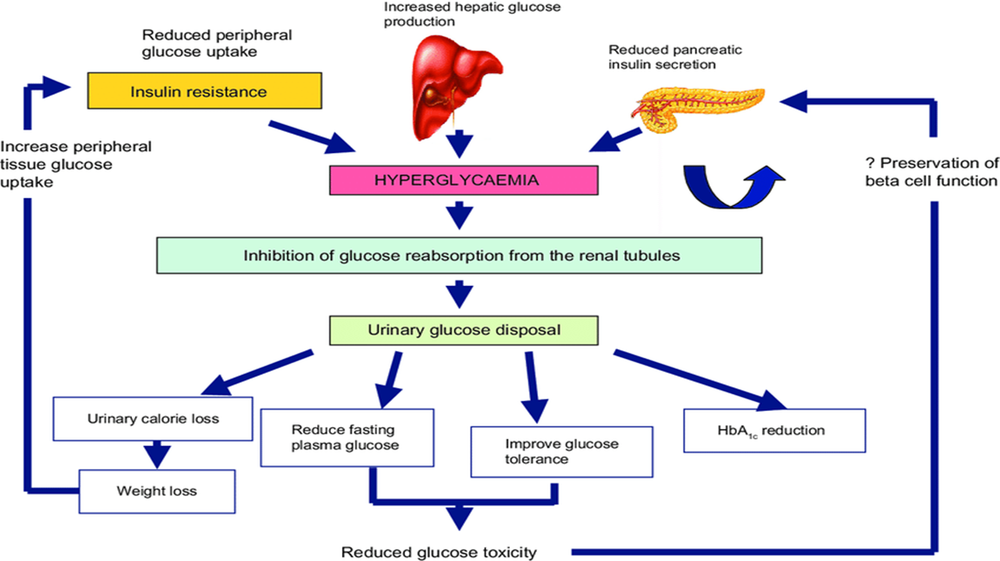 Increased hepatic glucose
production
Reduced peripheral
glucose uptake
Reduced pancreatic
insulin secretion
Insulin resistance
Increase peripheral
tissue glucose
uptake
? Preservation of
beta cell function
HYPERGLYCAEMIA
Inhibition of glucose reabsorption from the renal tubules
Urinary glucose disposal
Urinary calorie loss
Reduce fasting
plasma glucose
Improve glucose
tolerance
HbA1c reduction
Weight loss
Reduced glucose toxicity